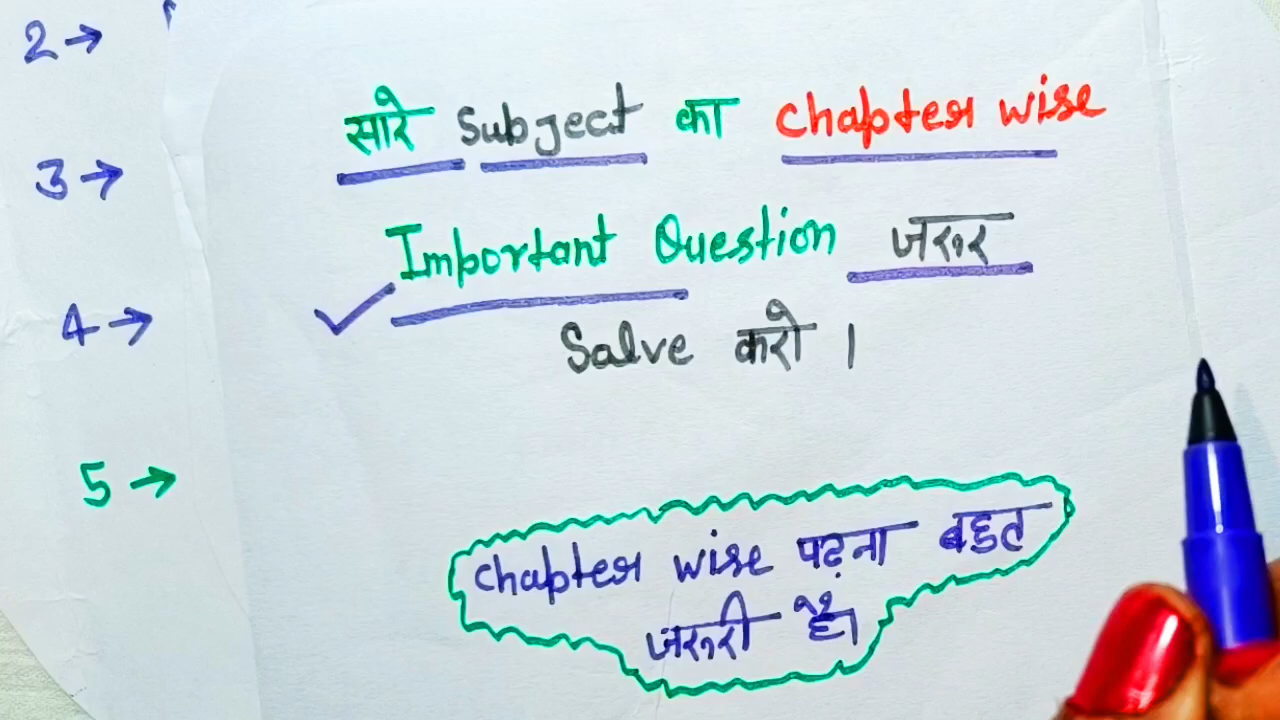 2→
सारे Subject का Chapter wise
3→
Important Question जरूर
4→
Salve करो ।
5→
Chapter wise पढ़ना बहुत
जरूरी है।